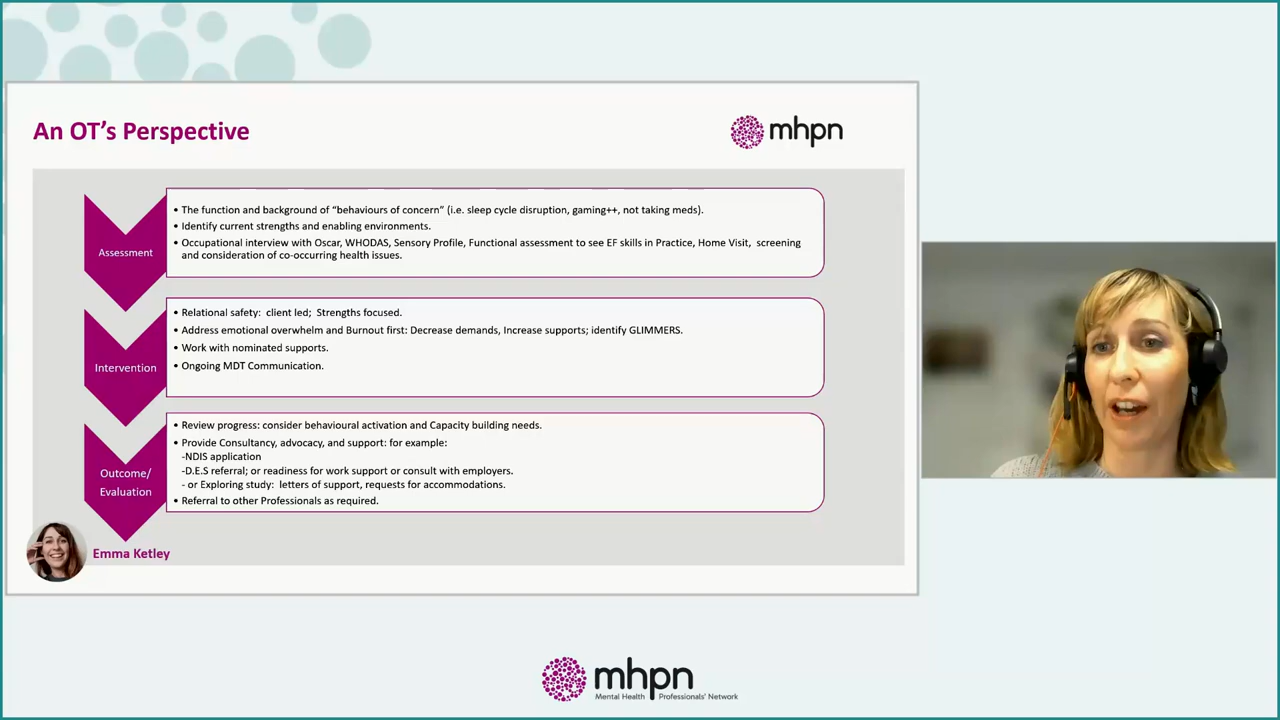 An OT's Perspective
mhpn
Assessment
• The function and background of "behaviours of concern" (i.e. sleep cycle disruption, gaming++, not taking meds).
• Identify current strengths and enabling environments.
• Occupational interview with Oscar, WHODAS, Sensory Profile, Functional assessment to see EF skills in Practice, Home Visit, screening
and consideration of co-occurring health issues.
Intervention
• Relational safety: client led; Strengths focused.
• Address emotional overwhelm and Burnout first: Decrease demands, Increase supports; identify GLIMMERS.
• Work with nominated supports.
• Ongoing MDT Communication.
Outcome/
Evaluation
• Review progress: consider behavioural activation and Capacity building needs.
• Provide Consultancy, advocacy, and support: for example:
-NDIS application
-D.E.S referral; or readiness for work support or consult with employers.
- or Exploring study: letters of support, requests for accommodations.
• Referral to other Professionals as required.
Emma Ketley
mhpn
Mental Health Professionals' Network